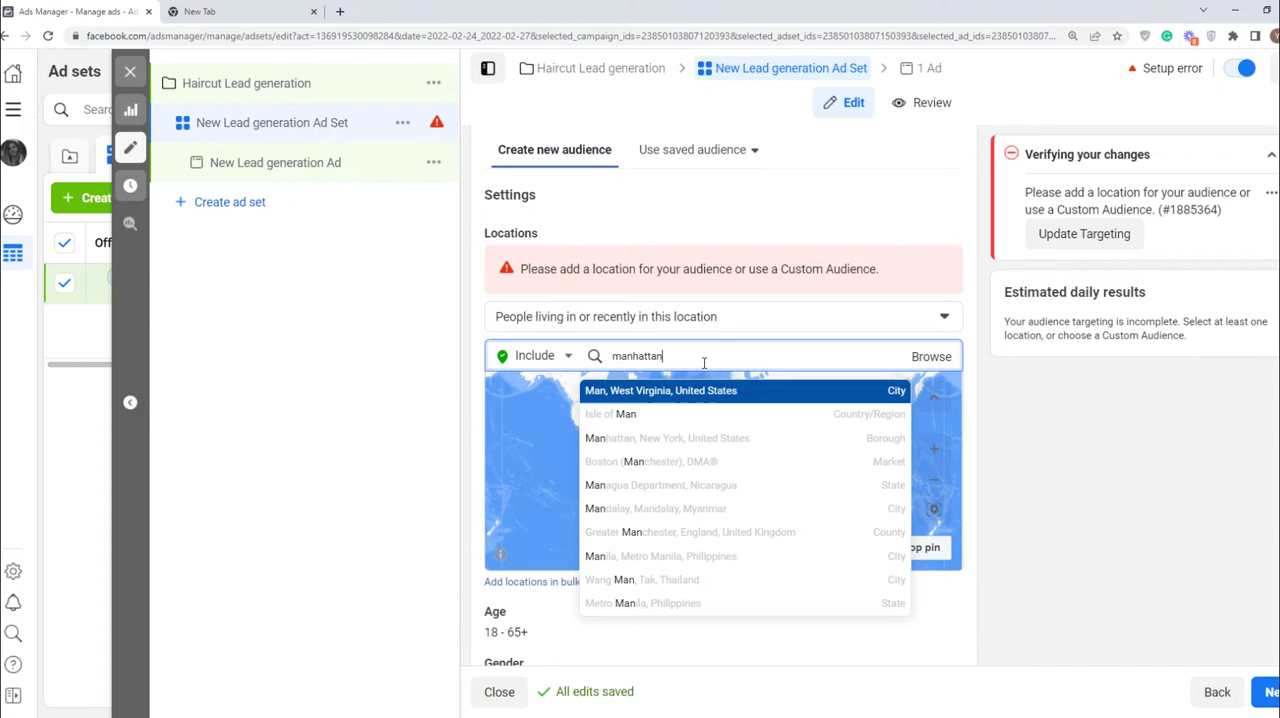 Ads Manager - Manage ads - Ad
New Tab
facebook.com/adsmanager/manage/adsets/edit?act=136919530098284&date=2022-02-24_2022-02-27&selected_campaign_ids=23850103807120393&selected_adset_ids=23850103807150393&selected_ad_ids=23850103807...
Ad sets
Searc
Creat
Off
Haircut Lead generation
New Lead generation Ad Set
New Lead generation Ad
+ Create ad set
Haircut Lead generation > New Lead generation Ad Set > 1 Ad
Setup error
Edit
Review
Create new audience
Use saved audience
Settings
Locations
Please add a location for your audience or use a Custom Audience.
People living in or recently in this location
Include
manhattan
Browse
Man, West Virginia, United States City
Isle of Man Country/Region
Manhattan, New York, United States Borough
Boston (Manchester), DMA® Market
Managua Department, Nicaragua State
Mandalay, Mandalay, Myanmar City
Greater Manchester, England, United Kingdom County
Manila, Metro Manila, Philippines City
Wang Man, Tak, Thailand City
Metro Manila, Philippines State
op pin
Add locations in bulk
Age
18 - 65+
Gender
Close
All edits saved
Back
Ne
Verifying your changes
Please add a location for your audience or
use a Custom Audience. (#1885364)
Update Targeting
Estimated daily results
Your audience targeting is incomplete. Select at least one
location, or choose a Custom Audience.